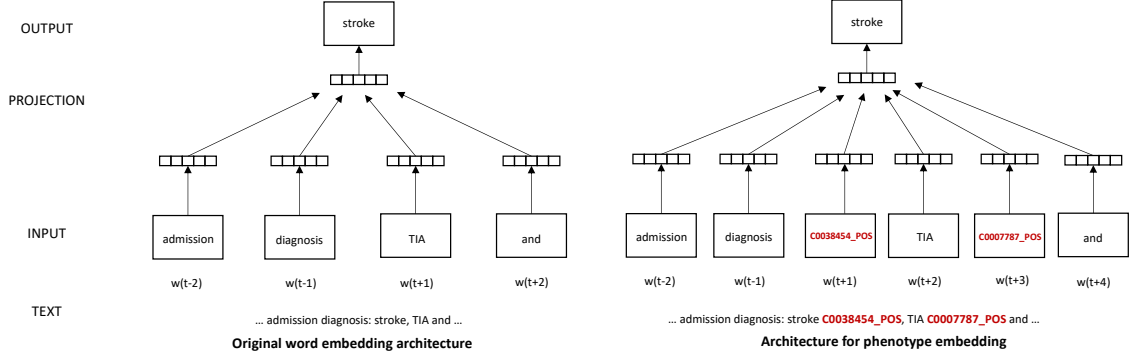 OUTPUT
stroke
stroke
PROJECTION
INPUT
admission
diagnosis
TIA
and
admission
diagnosis
C0038454_POS
TIA
C0007787_POS
and
w(t-2)
w(t-1)
w(t+1)
w(t+2)
w(t-2)
w(t-1)
w(t+1)
w(t+2)
w(t+3)
w(t+4)
TEXT
... admission diagnosis: stroke, TIA and ...
... admission diagnosis: stroke C0038454_POS, TIA C0007787_POS and ...
Original word embedding architecture
Architecture for phenotype embedding